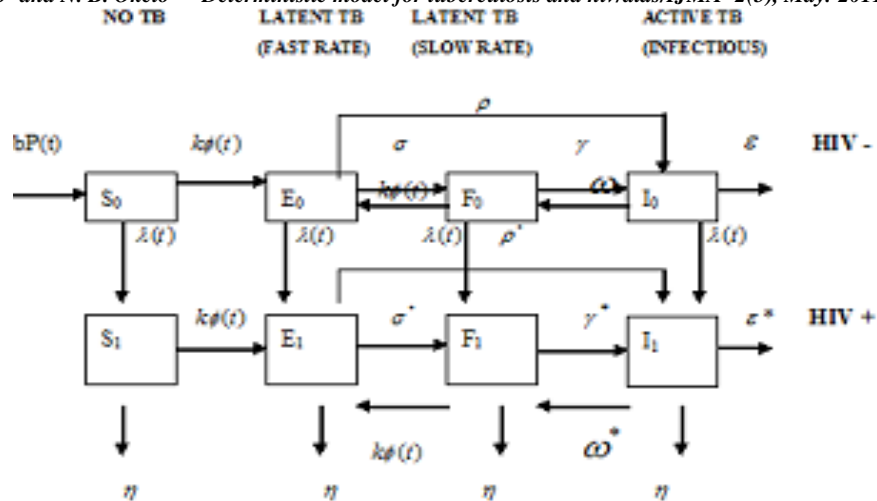 and N. B. Okelo Deterministic model for tuberculosis and hiv/aids/IJMA- 2(5), May.-2011
NO TB LATENT TB LATENT TB ACTIVE TB
(FAST RATE) (SLOW RATE) (INFECTIOUS)
ρ
bP(t) kϕ(t) σ γ ε HIV -
S₀ E₀ kϕ(t) F₀ ω I₀
λ(t) λ(t) λ(t) ρ* λ(t)
kϕ(t) σ* γ* ε* HIV +
S₁ E₁ F₁ I₁
kϕ(t) ω*
η η η η